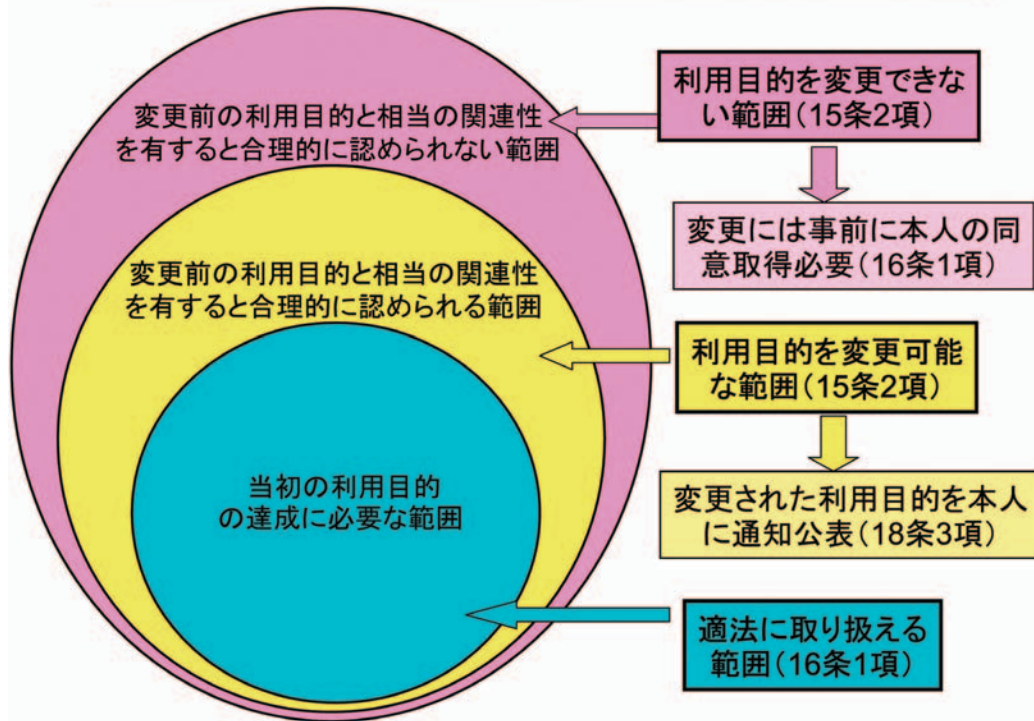 変更前の利用目的と相当の関連性
を有すると合理的に認められない範囲
利用目的を変更できな
い範囲(15条2項)
変更には事前に本人の同
意取得必要(16条1項)
変更前の利用目的と相当の関連性
を有すると合理的に認められる範囲
利用目的を変更可能
な範囲(15条2項)
変更された利用目的を本人
に通知公表(18条3項)
当初の利用目的
の達成に必要な範囲
適法に取り扱える
範囲(16条1項)